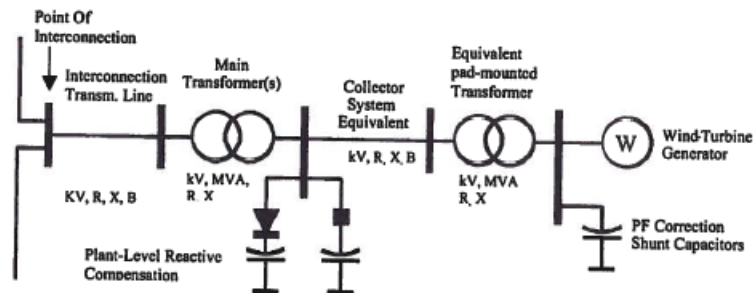 Point Of
Interconnection
Interconnection
Transm. Line
Main
Transformer(s)
Collector
System
Equivalent
Equivalent
pad-mounted
Transformer
W
Wind-Turbine
Generator
KV, R, X, B
kV, MVA,
R, X
kV, R, X, B
kV, MVA
R, X
Plant-Level Reactive
Compensation
PF Correction
Shunt Capacitors